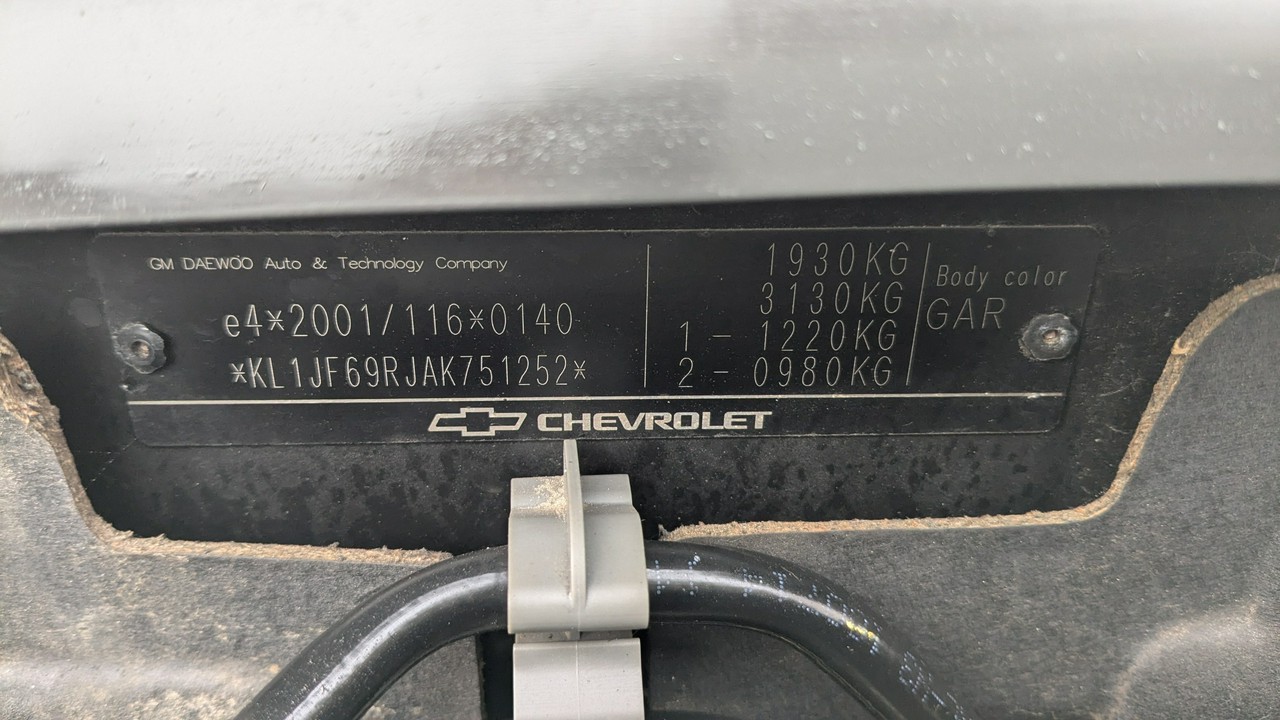 GM DAEWOO Auto & Technology Company
e4*2001/116*0140
*KL1JF69RJAK751252*
1930KG
3130KG
1 - 1220KG
2 - 0980KG
Body color
GAR
CHEVROLET